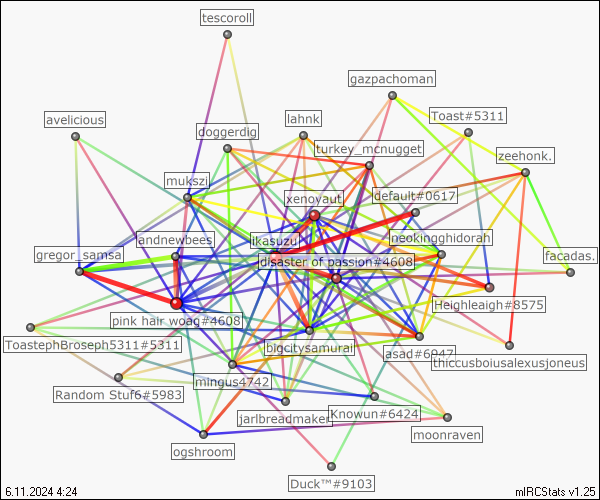 tescoroll
gazpachoman
avelicious
lahnk
Toast#5311
doggerdig
turkey_mcnugget
zeehonk.
mukszi
xenoyaut
default#0617
andnewbees
ikasuzu
neokingghidorah
gregor_samsa
disaster of passion#4608
facadas.
Heighleaigh#8575
pink hair woag#4608
ToastephBroseph5311#5311
bigcitysamurai
asad#6947
thiccusboiusalexusjoneus
mingus4742
Random Stuf6#5983
jarlbreadmaker
Knowun#6424
moonraven
ogshroom
Duck™#9103
6.11.2024 4:24
mIRCStats v1.25